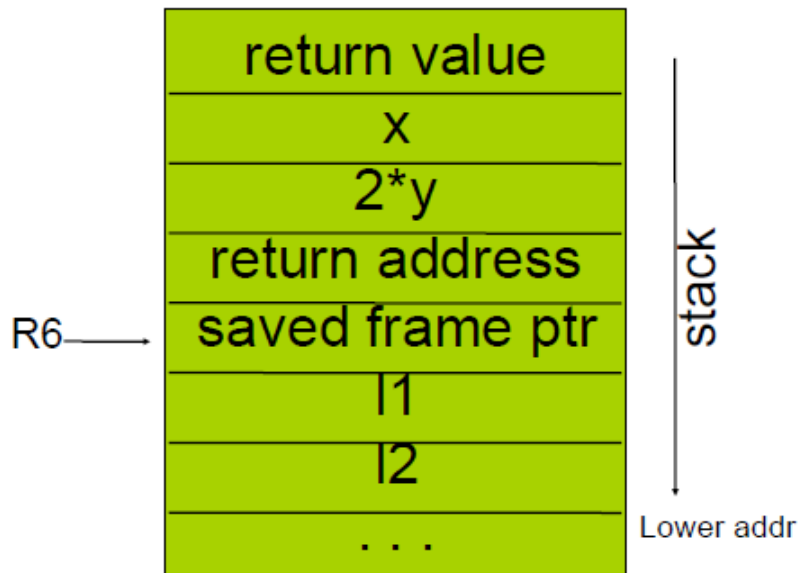 return value
x
2*y
return address
saved frame ptr
l1
l2
. . .
R6
stack
Lower addr